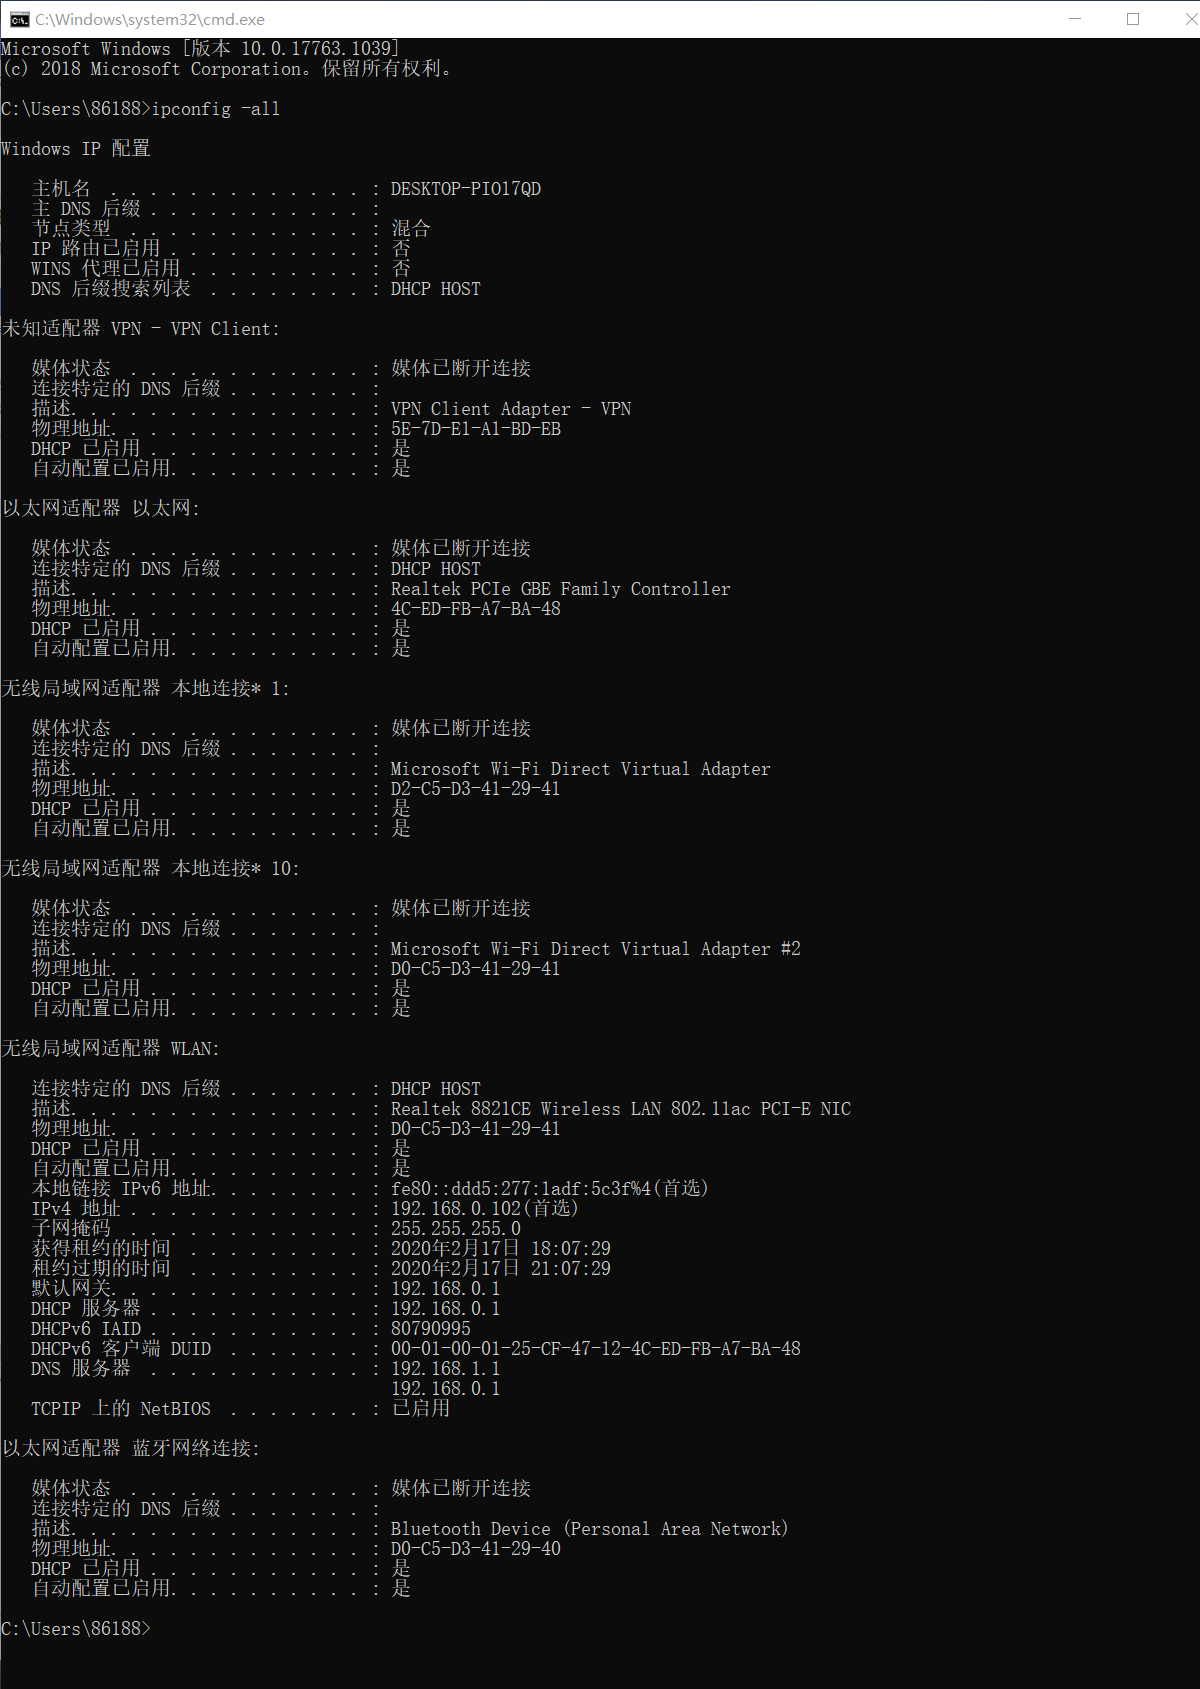 C:\Windows\system32\cmd.exe
Microsoft Windows [版本 10.0.17763.1039]
(c) 2018 Microsoft Corporation。保留所有权利。
C:\Users\86188>ipconfig -all
Windows IP 配置
主机名 . . . . . . . . . . . . . : DESKTOP-PIO17QD
主 DNS 后缀 . . . . . . . . . . . :
节点类型 . . . . . . . . . . . . : 混合
IP 路由已启用 . . . . . . . . . . : 否
WINS 代理已启用 . . . . . . . . . : 否
DNS 后缀搜索列表 . . . . . . . . : DHCP HOST
未知适配器 VPN - VPN Client:
媒体状态 . . . . . . . . . . . . : 媒体已断开连接
连接特定的 DNS 后缀 . . . . . . . :
描述. . . . . . . . . . . . . . . : VPN Client Adapter - VPN
物理地址. . . . . . . . . . . . . : 5E-7D-E1-A1-BD-EB
DHCP 已启用 . . . . . . . . . . . : 是
自动配置已启用. . . . . . . . . . : 是
以太网适配器 以太网:
媒体状态 . . . . . . . . . . . . : 媒体已断开连接
连接特定的 DNS 后缀 . . . . . . . : DHCP HOST
描述. . . . . . . . . . . . . . . : Realtek PCIe GBE Family Controller
物理地址. . . . . . . . . . . . . : 4C-ED-FB-A7-BA-48
DHCP 已启用 . . . . . . . . . . . : 是
自动配置已启用. . . . . . . . . . : 是
无线局域网适配器 本地连接* 1:
媒体状态 . . . . . . . . . . . . : 媒体已断开连接
连接特定的 DNS 后缀 . . . . . . . :
描述. . . . . . . . . . . . . . . : Microsoft Wi-Fi Direct Virtual Adapter
物理地址. . . . . . . . . . . . . : D2-C5-D3-41-29-41
DHCP 已启用 . . . . . . . . . . . : 是
自动配置已启用. . . . . . . . . . : 是
无线局域网适配器 本地连接* 10:
媒体状态 . . . . . . . . . . . . : 媒体已断开连接
连接特定的 DNS 后缀 . . . . . . . :
描述. . . . . . . . . . . . . . . : Microsoft Wi-Fi Direct Virtual Adapter #2
物理地址. . . . . . . . . . . . . : D0-C5-D3-41-29-41
DHCP 已启用 . . . . . . . . . . . : 是
自动配置已启用. . . . . . . . . . : 是
无线局域网适配器 WLAN:
连接特定的 DNS 后缀 . . . . . . . : DHCP HOST
描述. . . . . . . . . . . . . . . : Realtek 8821CE Wireless LAN 802.11ac PCI-E NIC
物理地址. . . . . . . . . . . . . : D0-C5-D3-41-29-41
DHCP 已启用 . . . . . . . . . . . : 是
自动配置已启用. . . . . . . . . . : 是
本地链接 IPv6 地址. . . . . . . . : fe80::ddd5:277:1adf:5c3f%4(首选)
IPv4 地址 . . . . . . . . . . . . : 192.168.0.102(首选)
子网掩码 . . . . . . . . . . . . : 255.255.255.0
获得租约的时间 . . . . . . . . . : 2020年2月17日 18:07:29
租约过期的时间 . . . . . . . . . : 2020年2月17日 21:07:29
默认网关. . . . . . . . . . . . . : 192.168.0.1
DHCP 服务器 . . . . . . . . . . . : 192.168.0.1
DHCPv6 IAID . . . . . . . . . . . : 80790995
DHCPv6 客户端 DUID . . . . . . . : 00-01-00-01-25-CF-47-12-4C-ED-FB-A7-BA-48
DNS 服务器 . . . . . . . . . . . : 192.168.1.1
192.168.0.1
TCPIP 上的 NetBIOS . . . . . . . : 已启用
以太网适配器 蓝牙网络连接:
媒体状态 . . . . . . . . . . . . : 媒体已断开连接
连接特定的 DNS 后缀 . . . . . . . :
描述. . . . . . . . . . . . . . . : Bluetooth Device (Personal Area Network)
物理地址. . . . . . . . . . . . . : D0-C5-D3-41-29-40
DHCP 已启用 . . . . . . . . . . . : 是
自动配置已启用. . . . . . . . . . : 是
C:\Users\86188>